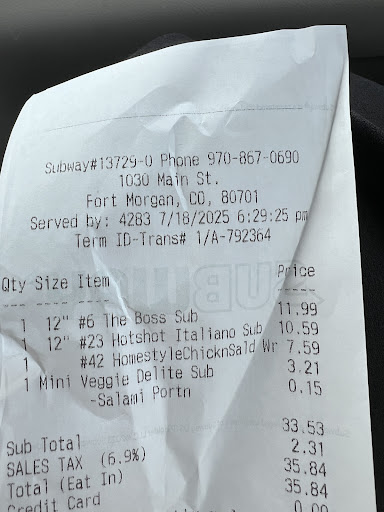 Subway#13729-0 Phone 970-867-0690
1030 Main St.
Fort Morgan, CO, 80701
Served by: 4283 7/18/2025 6:29:25 pm
Term ID-Trans# 1/A-792364
Qty Size Item Price
--- ---- ---- -----
1 12" #6 The Boss Sub 11.99
1 12" #23 Hotshot Italiano Sub 10.59
1 #42 HomestyleChicknSald Wr 7.59
1 Mini Veggie Delite Sub 3.21
-Salami Portn 0.15
Sub Total 33.53
SALES TAX (6.9%) 2.31
Total (Eat In) 35.84
Credit Card 35.84
0.00